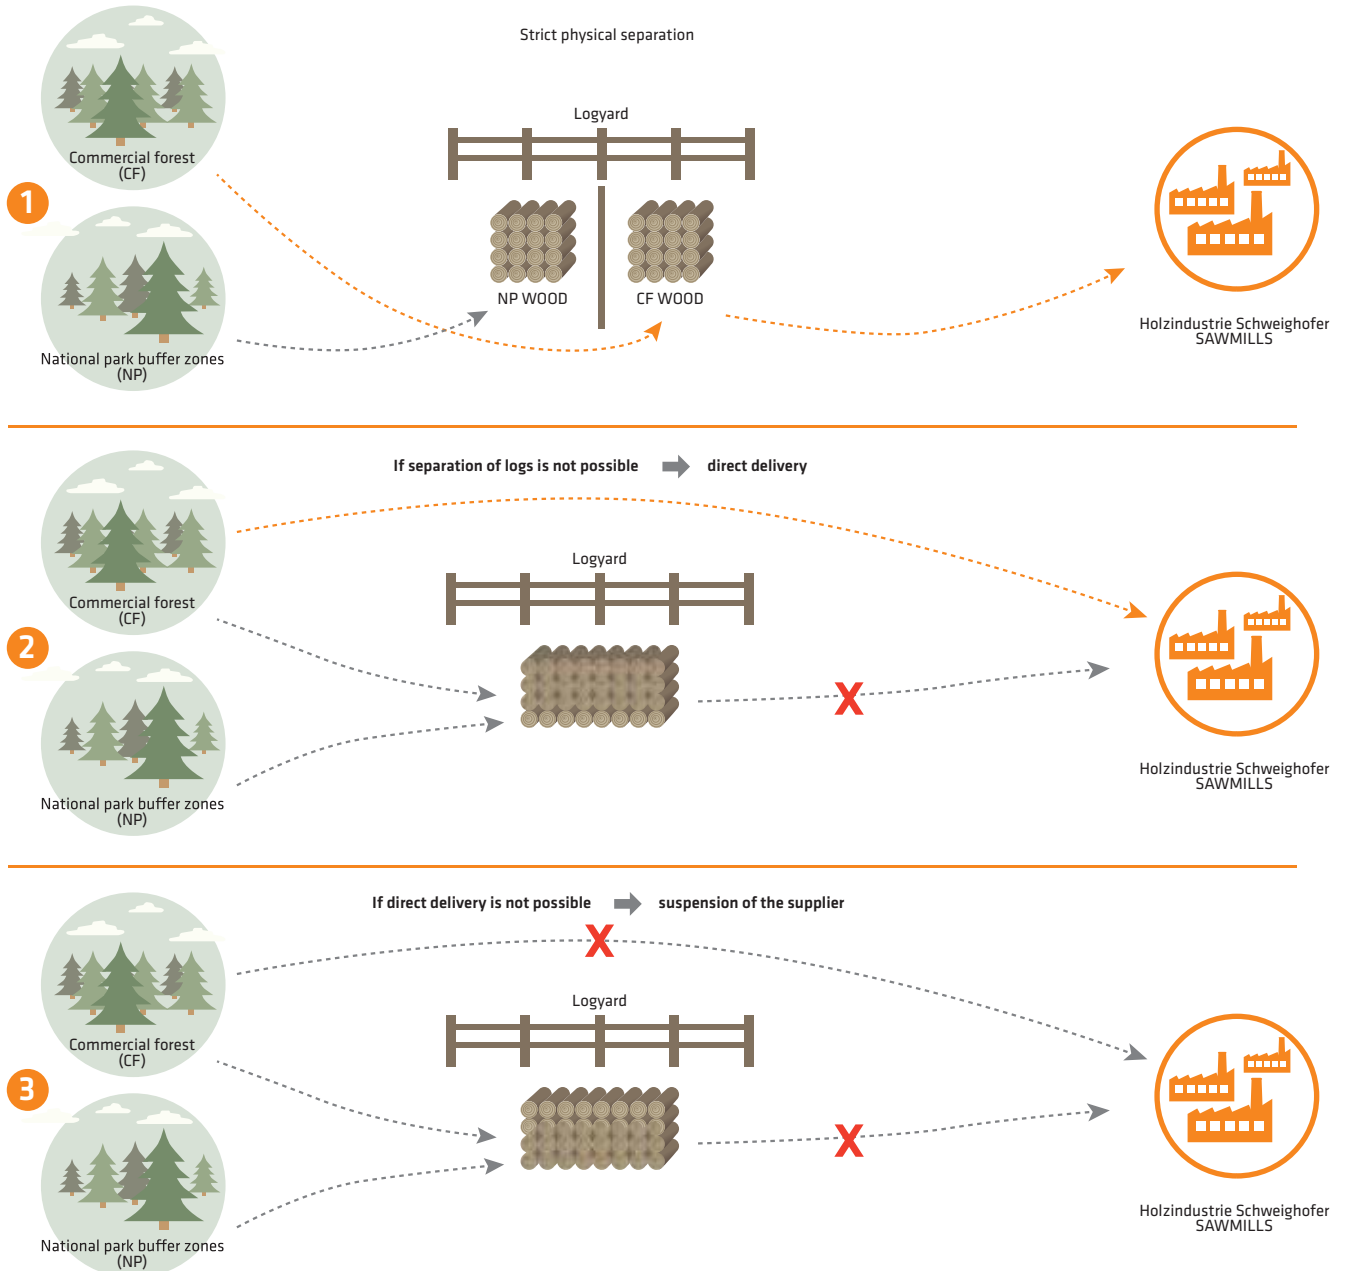 Strict physical separation
Logyard
Commercial forest
(CF)
1
NP WOOD
CF WOOD
Holzindustrie Schweighofer
SAWMILLS
National park buffer zones
(NP)
If separation of logs is not possible direct delivery
Logyard
Commercial forest
(CF)
2
X
Holzindustrie Schweighofer
SAWMILLS
National park buffer zones
(NP)
If direct delivery is not possible suspension of the supplier
X
Logyard
Commercial forest
(CF)
3
X
Holzindustrie Schweighofer
SAWMILLS
National park buffer zones
(NP)